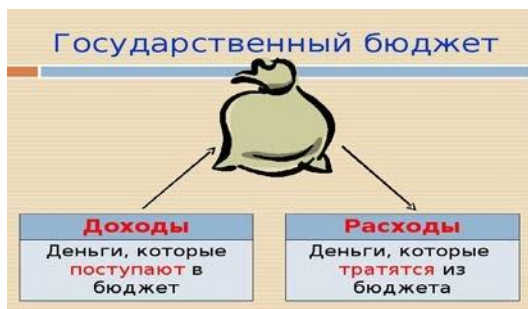 Государственный бюджет
Доходы
Деньги, которые
поступают в
бюджет
Расходы
Деньги, которые
тратятся из
бюджета